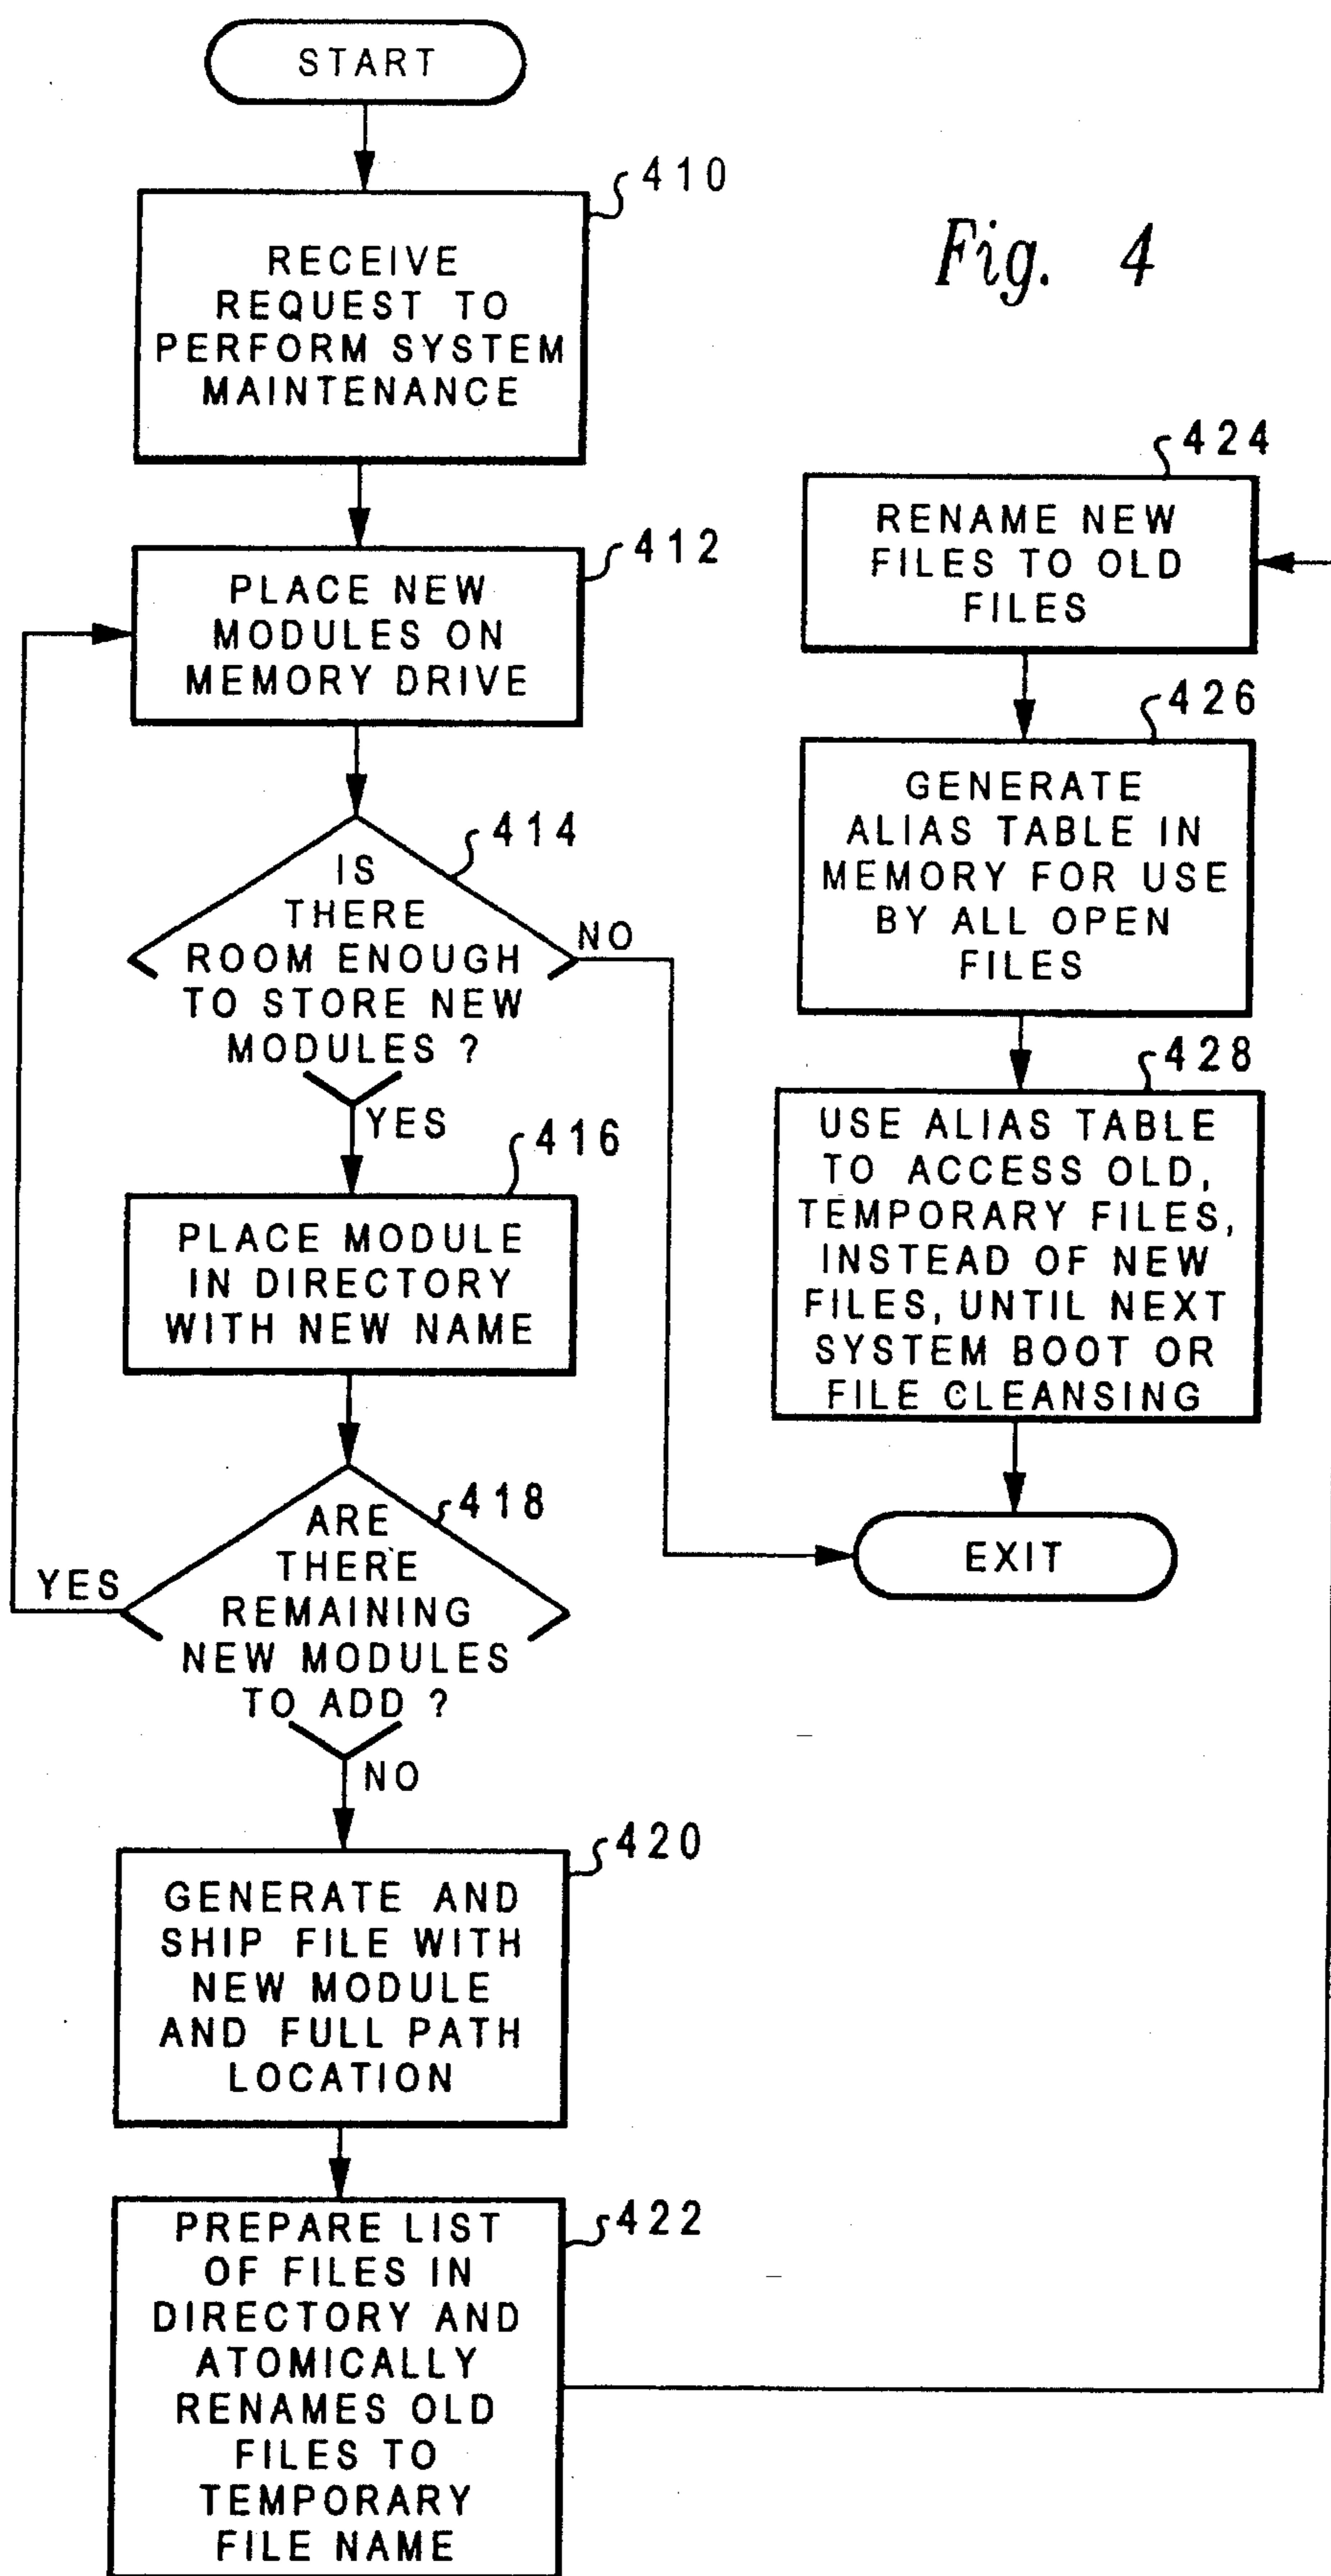 START
410
RECEIVE
REQUEST TO
PERFORM SYSTEM
MAINTENANCE
412
PLACE NEW
MODULES ON
MEMORY DRIVE
414
IS
THERE
ROOM ENOUGH
TO STORE NEW
MODULES ?
NO
YES
416
PLACE MODULE
IN DIRECTORY
WITH NEW NAME
418
ARE
THERE
REMAINING
NEW MODULES
TO ADD ?
YES
NO
420
GENERATE AND
SHIP FILE WITH
NEW MODULE
AND FULL PATH
LOCATION
422
PREPARE LIST
OF FILES IN
DIRECTORY AND
ATOMICALLY
RENAMES OLD
FILES TO
TEMPORARY
FILE NAME
Fig. 4
424
RENAME NEW
FILES TO OLD
FILES
426
GENERATE
ALIAS TABLE IN
MEMORY FOR USE
BY ALL OPEN
FILES
428
USE ALIAS TABLE
TO ACCESS OLD,
TEMPORARY FILES,
INSTEAD OF NEW
FILES, UNTIL NEXT
SYSTEM BOOT OR
FILE CLEANSING
EXIT